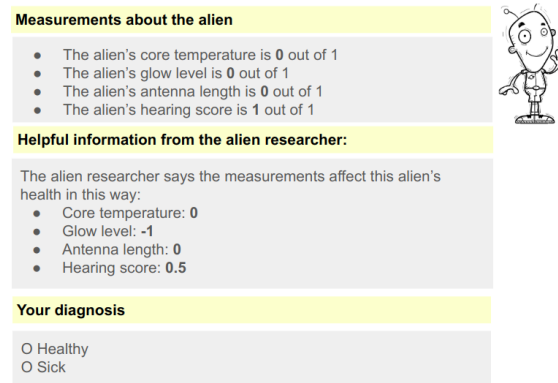 Measurements about the alien
● The alien's core temperature is 0 out of 1
● The alien's glow level is 0 out of 1
● The alien's antenna length is 0 out of 1
● The alien's hearing score is 1 out of 1
Helpful information from the alien researcher:
The alien researcher says the measurements affect this alien's
health in this way:
● Core temperature: 0
● Glow level: -1
● Antenna length: 0
● Hearing score: 0.5
Your diagnosis
O Healthy
O Sick